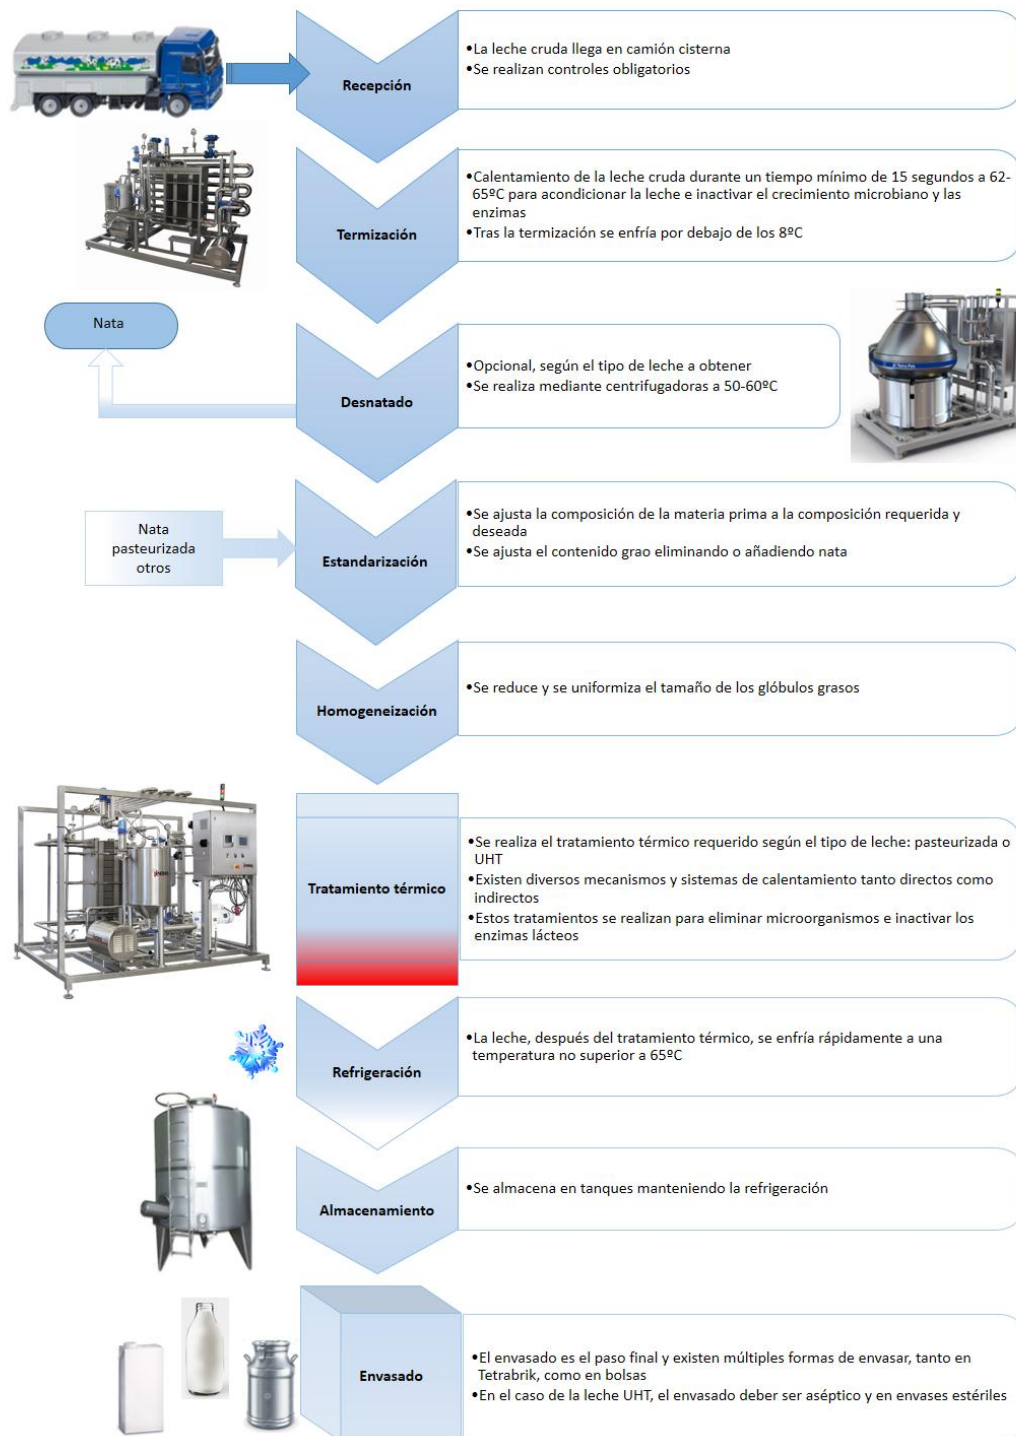 Recepción
•La leche cruda llega en camión cisterna
•Se realizan controles obligatorios
Termización
•Calentamiento de la leche cruda durante un tiempo mínimo de 15 segundos a 62-
65ºC para acondicionar la leche e inactivar el crecimiento microbiano y las
enzimas
•Tras la termización se enfría por debajo de los 8ºC
Nata
Desnatado
•Opcional, según el tipo de leche a obtener
•Se realiza mediante centrifugadoras a 50-60ºC
Nata
pasteurizada
otros
Estandarización
•Se ajusta la composición de la materia prima a la composición requerida y
deseada
•Se ajusta el contenido grao eliminando o añadiendo nata
Homogeneización
•Se reduce y se uniformiza el tamaño de los glóbulos grasos
Tratamiento térmico
•Se realiza el tratamiento térmico requerido según el tipo de leche: pasteurizada o
UHT
•Existen diversos mecanismos y sistemas de calentamiento tanto directos como
indirectos
•Estos tratamientos se realizan para eliminar microorganismos e inactivar los
enzimas lácteos
Refrigeración
•La leche, después del tratamiento térmico, se enfría rápidamente a una
temperatura no superior a 65ºC
Almacenamiento
•Se almacena en tanques manteniendo la refrigeración
Envasado
•El envasado es el paso final y existen múltiples formas de envasar, tanto en
Tetrabrik, como en bolsas
•En el caso de la leche UHT, el envasado deber ser aséptico y en envases estériles